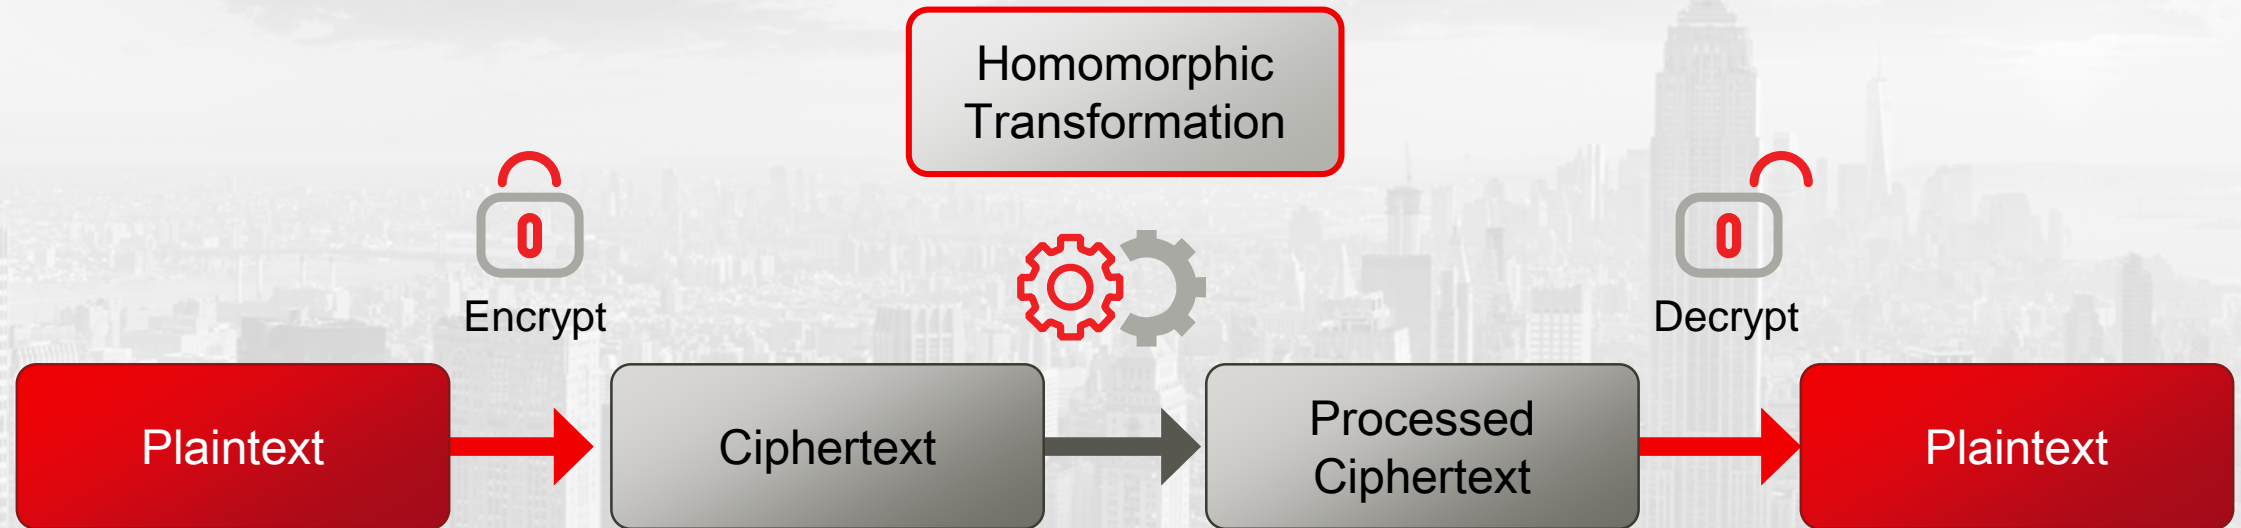 Homomorphic
Transformation
Encrypt
Decrypt
Plaintext
Ciphertext
Processed
Ciphertext
Plaintext